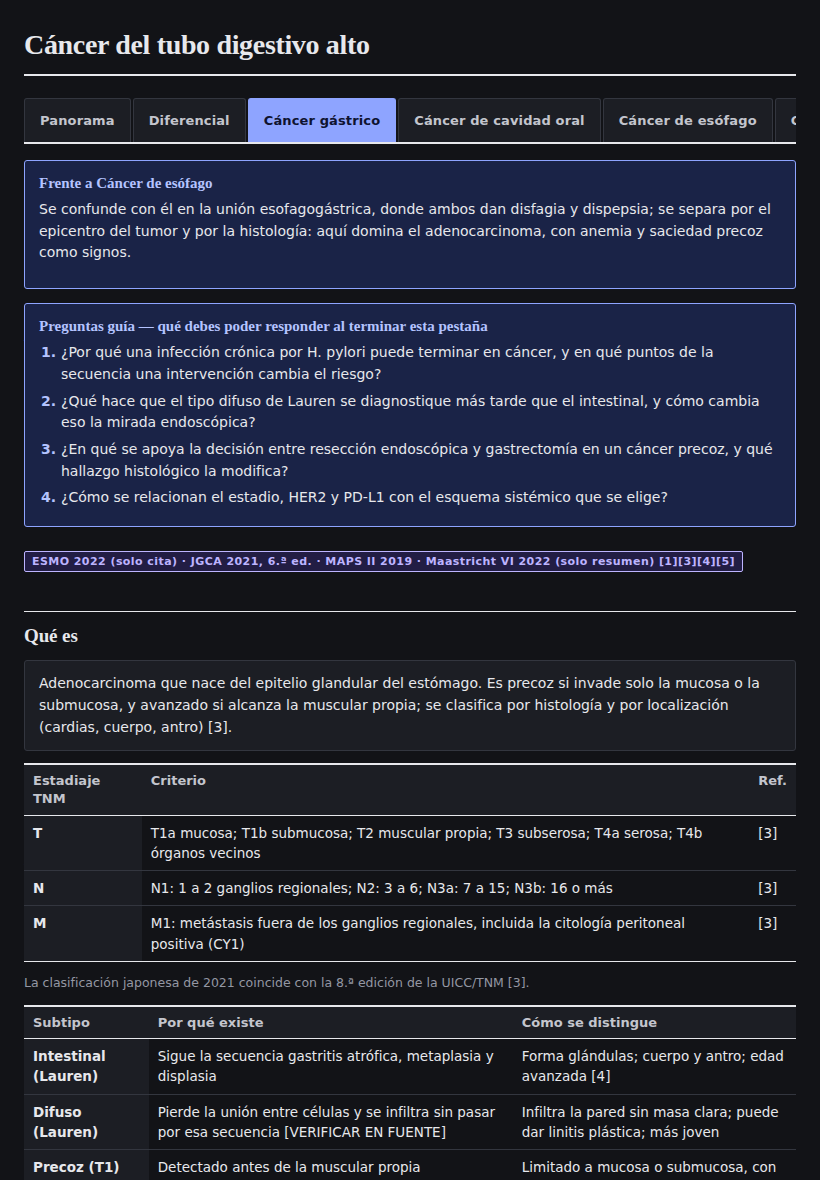 Cáncer del tubo digestivo alto
Panorama
Diferencial
Cáncer gástrico
Cáncer de cavidad oral
Cáncer de esófago
Frente a Cáncer de esófago
Se confunde con él en la unión esofagogástrica, donde ambos dan disfagia y dispepsia; se separa por el
epicentro del tumor y por la histología: aquí domina el adenocarcinoma, con anemia y saciedad precoz
como signos.
Preguntas guía — qué debes poder responder al terminar esta pestaña
1. ¿Por qué una infección crónica por H. pylori puede terminar en cáncer, y en qué puntos de la
secuencia una intervención cambia el riesgo?
2. ¿Qué hace que el tipo difuso de Lauren se diagnostique más tarde que el intestinal, y cómo cambia
eso la mirada endoscópica?
3. ¿En qué se apoya la decisión entre resección endoscópica y gastrectomía en un cáncer precoz, y qué
hallazgo histológico la modifica?
4. ¿Cómo se relacionan el estadio, HER2 y PD-L1 con el esquema sistémico que se elige?
ESMO 2022 (solo cita) · JGCA 2021, 6.ª ed. · MAPS II 2019 · Maastricht VI 2022 (solo resumen) [1][3][4][5]
Qué es
Adenocarcinoma que nace del epitelio glandular del estómago. Es precoz si invade solo la mucosa o la
submucosa, y avanzado si alcanza la muscular propia; se clasifica por histología y por localización
(cardias, cuerpo, antro) [3].
Estadiaje TNM
Criterio
Ref.
T
T1a mucosa; T1b submucosa; T2 muscular propia; T3 subserosa; T4a serosa; T4b
órganos vecinos
[3]
N
N1: 1 a 2 ganglios regionales; N2: 3 a 6; N3a: 7 a 15; N3b: 16 o más
[3]
M
M1: metástasis fuera de los ganglios regionales, incluida la citología peritoneal
positiva (CY1)
[3]
La clasificación japonesa de 2021 coincide con la 8.ª edición de la UICC/TNM [3].
Subtipo
Por qué existe
Cómo se distingue
Intestinal (Lauren)
Sigue la secuencia gastritis atrófica, metaplasia y
displasia
Forma glándulas; cuerpo y antro; edad
avanzada [4]
Difuso (Lauren)
Pierde la unión entre células y se infiltra sin pasar
por esa secuencia [VERIFICAR EN FUENTE]
Infiltra la pared sin masa clara; puede
dar linitis plástica; más joven
Precoz (T1)
Detectado antes de la muscular propia
Limitado a mucosa o submucosa, con